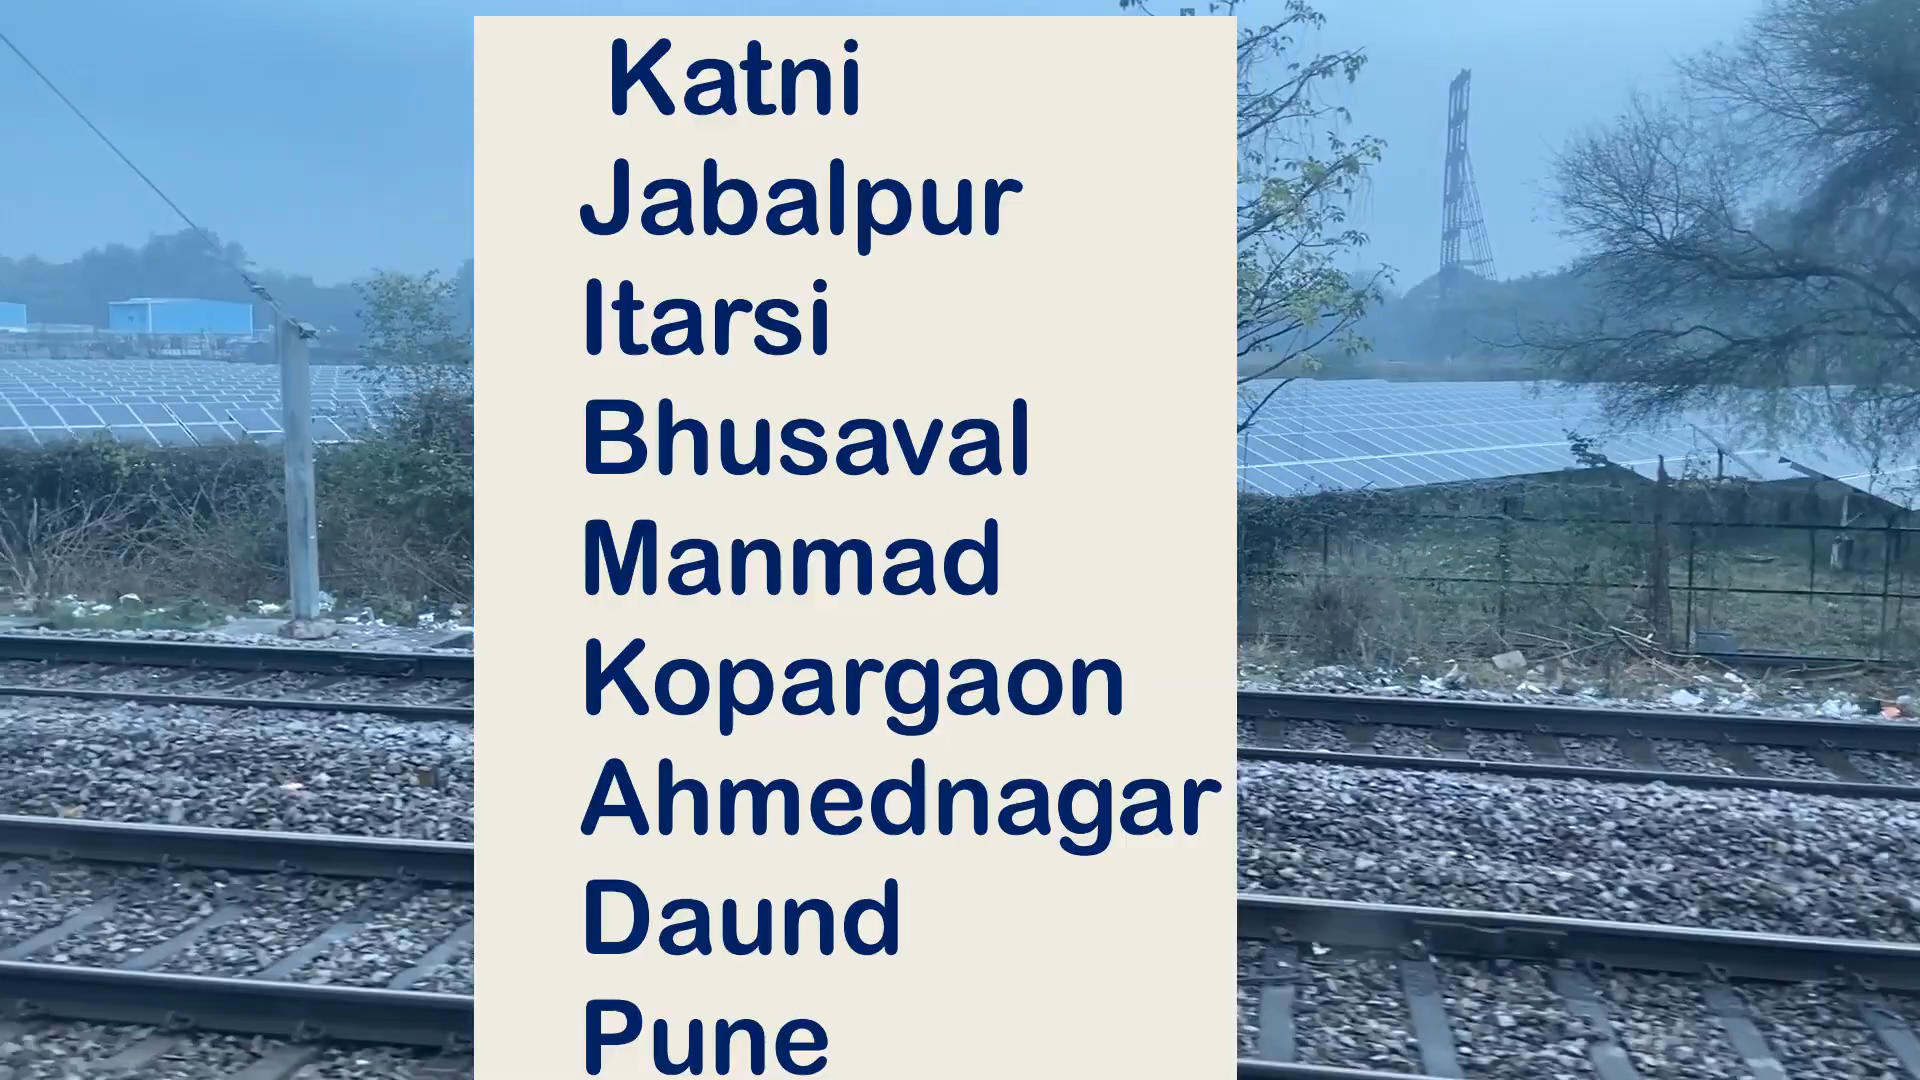 Katni
Jabalpur
Itarsi
Bhusaval
Manmad
Kopargaon
Ahmednagar
Daund
Pune